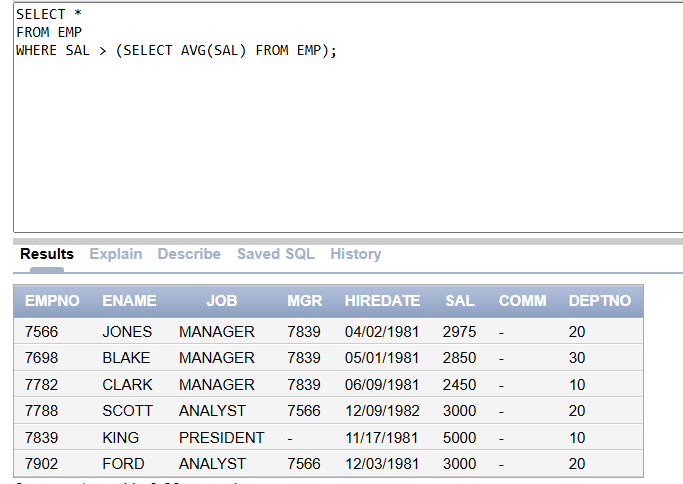 SELECT *
FROM EMP
WHERE SAL > (SELECT AVG(SAL) FROM EMP);
Results Explain Describe Saved SQL History
EMPNO ENAME JOB MGR HIREDATE SAL COMM DEPTNO
7566 JONES MANAGER 7839 04/02/1981 2975 - 20
7698 BLAKE MANAGER 7839 05/01/1981 2850 - 30
7782 CLARK MANAGER 7839 06/09/1981 2450 - 10
7788 SCOTT ANALYST 7566 12/09/1982 3000 - 20
7839 KING PRESIDENT - 11/17/1981 5000 - 10
7902 FORD ANALYST 7566 12/03/1981 3000 - 20